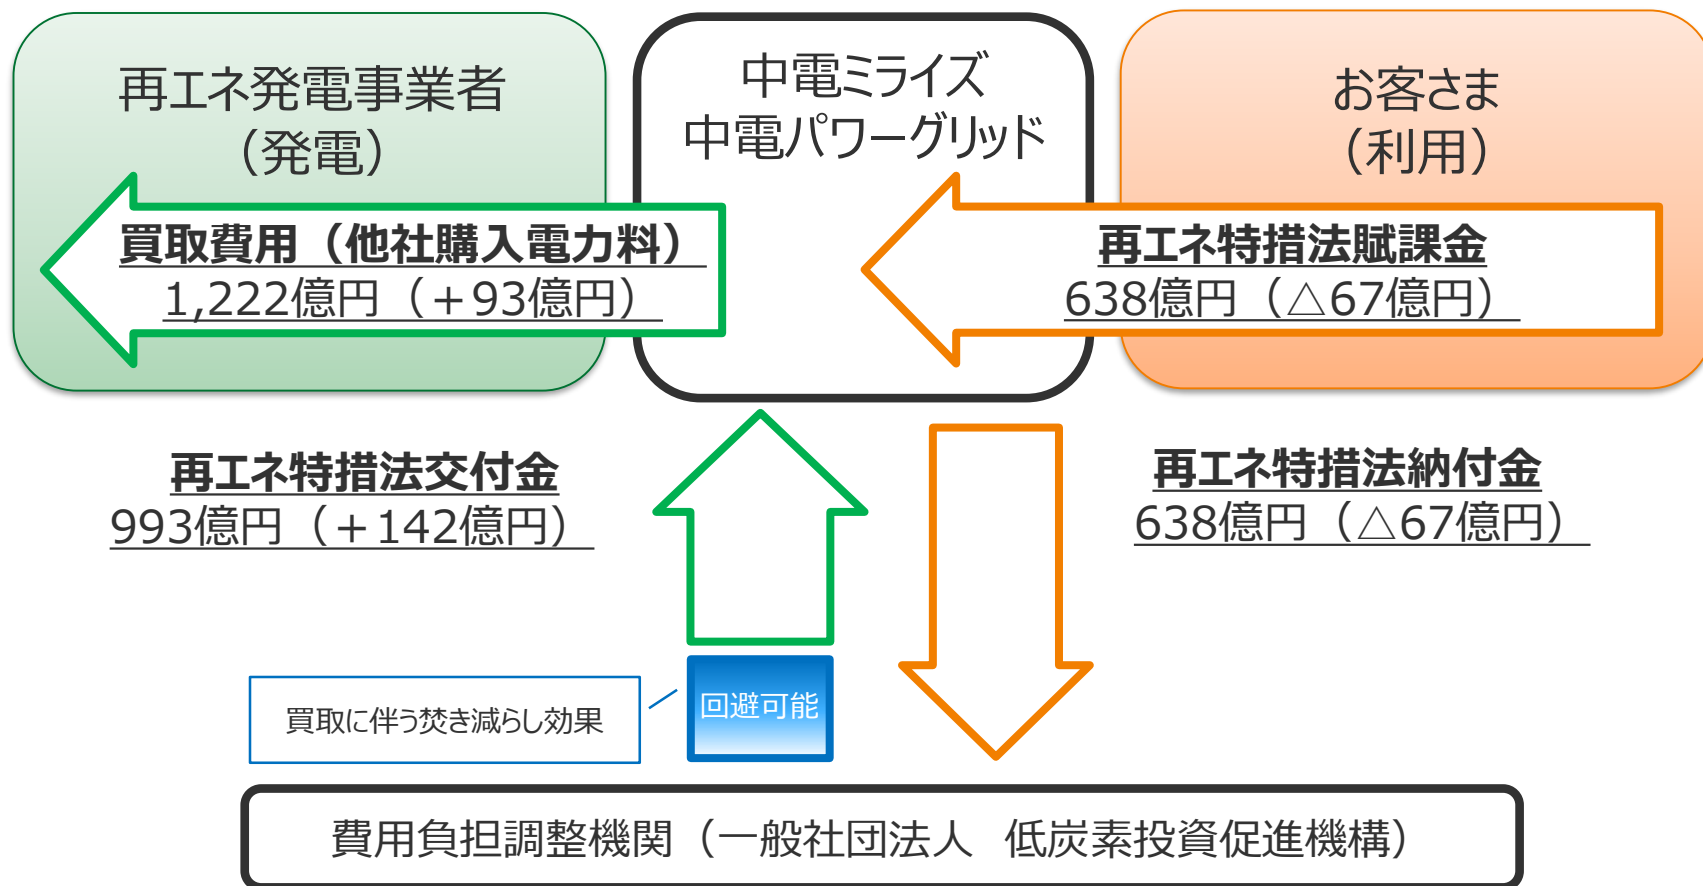 再エネ発電事業者
（発電）
中電ミライズ
中電パワーグリッド
お客さま
（利用）
買取費用（他社購入電力料）
1,222億円（＋93億円）
再エネ特措法賦課金
638億円（△67億円）
再エネ特措法交付金
993億円（＋142億円）
再エネ特措法納付金
638億円（△67億円）
買取に伴う焚き減らし効果
回避可能
費用負担調整機関（一般社団法人　低炭素投資促進機構）